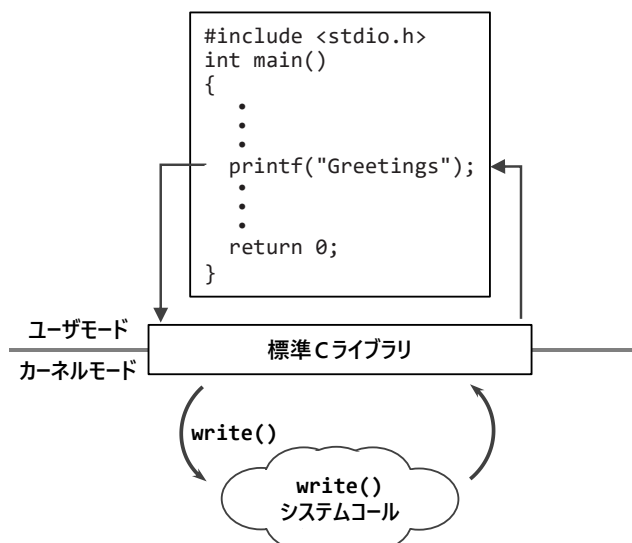 #include <stdio.h>
int main()
{
•
•
•
printf("Greetings");
•
•
•
return 0;
}
ユーザモード
標準Cライブラリ
カーネルモード
write()
write()
システムコール